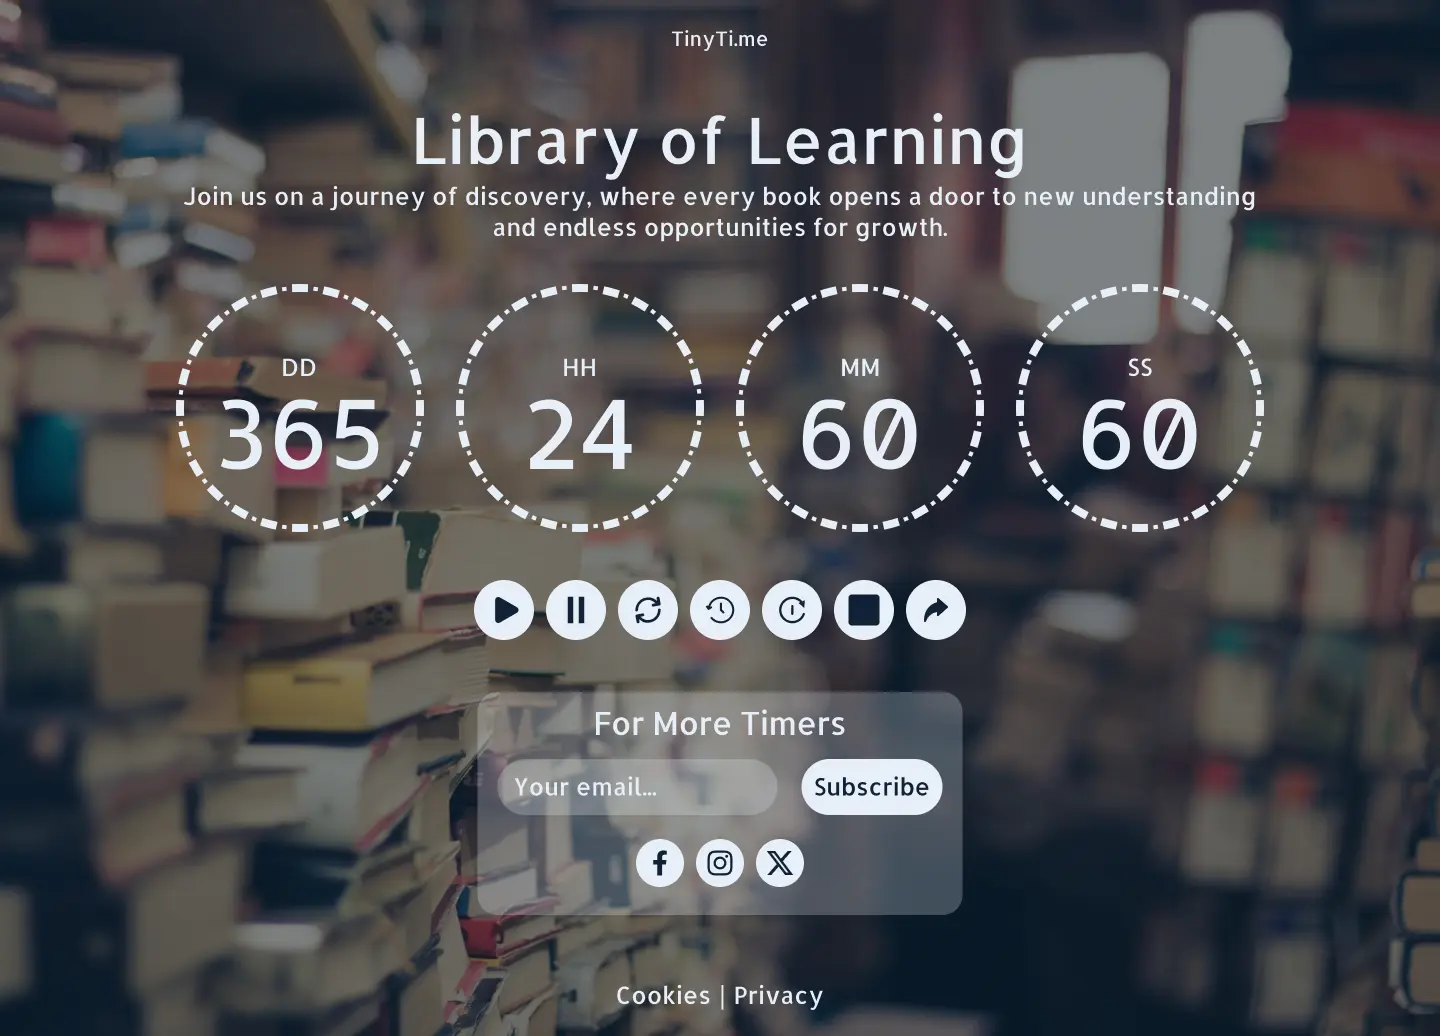 TinyTi.me
Library of Learning
Join us on a journey of discovery, where every book opens a door to new understanding
and endless opportunities for growth.
DD
365
HH
24
MM
60
SS
60
For More Timers
Your email...
Subscribe
Cookies | Privacy